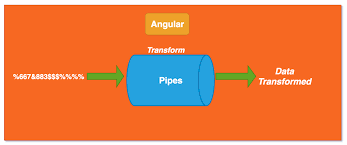 Angular
Transform
%667&883$$$%%%%
Pipes
Data
Transformed